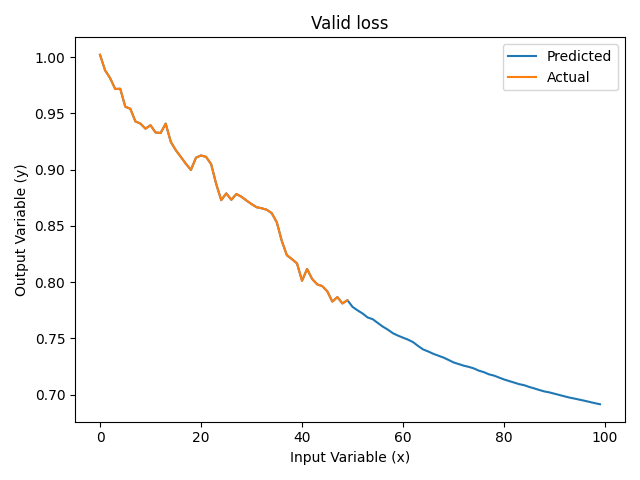 Valid loss
Predicted
Actual
Output Variable (y)
1.00
0.95
0.90
0.85
0.80
0.75
0.70
0
20
40
60
80
100
Input Variable (x)